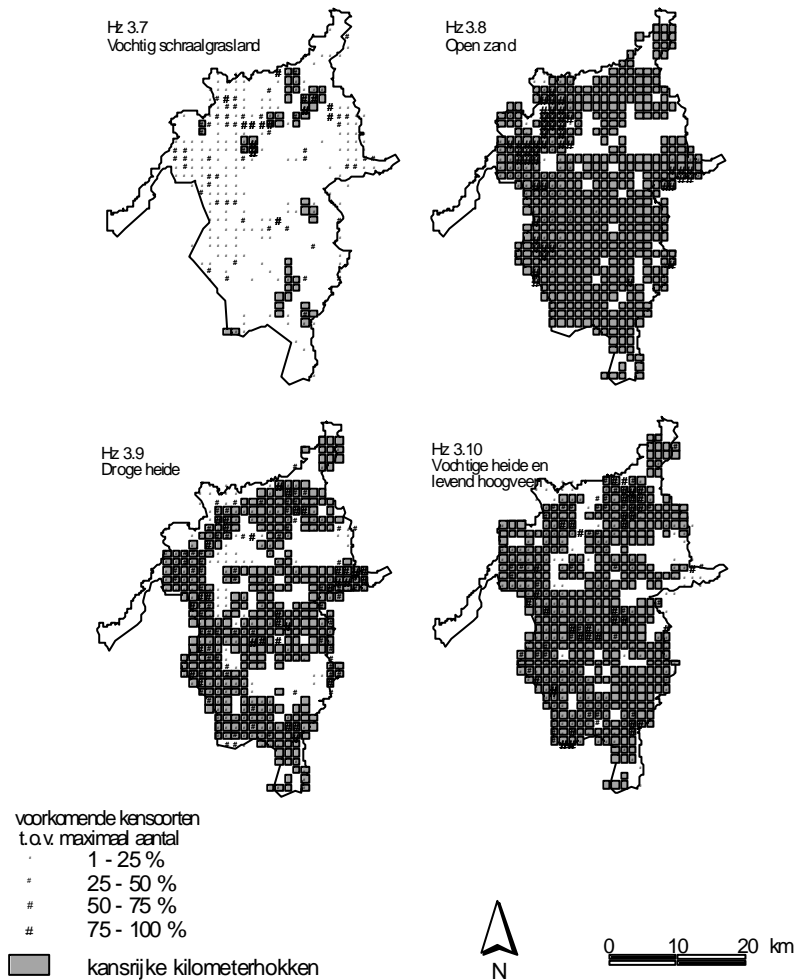 Hz 3.7
Vochtig schraalgrasland
Hz 3.8
Open zand
Hz 3.9
Droge heide
Hz 3.10
Vochtige heide en
levend hoogveen
voorkomende kensoorten
t.o.v. maximaal aantal
1 - 25 %
# 25 - 50 %
# 50 - 75 %
# 75 - 100 %
kansrijke kilometerhokken
N
0 10 20 km